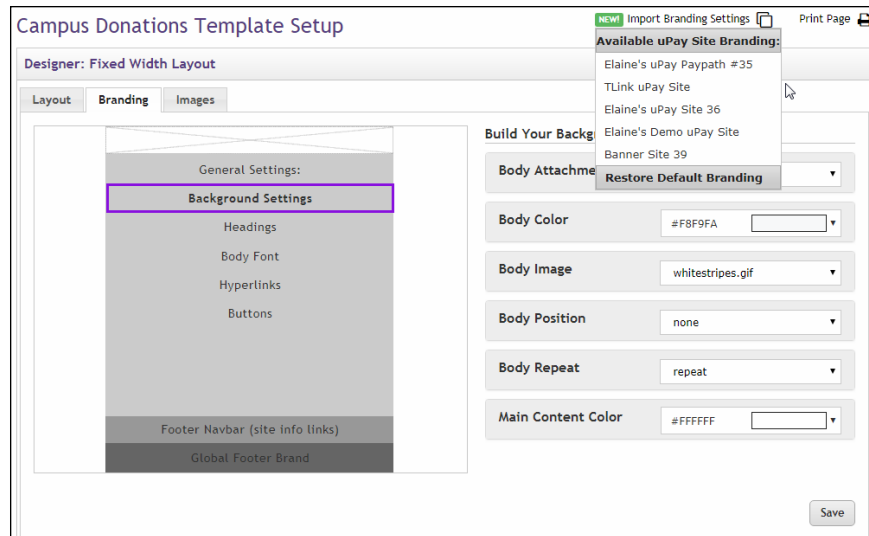 Campus Donations Template Setup
NEW! Import Branding Settings
Print Page
Available uPay Site Branding:
Elaine's uPay Paypath #35
TLink uPay Site
Elaine's uPay Site 36
Elaine's Demo uPay Site
Banner Site 39
Restore Default Branding
Designer: Fixed Width Layout
Layout
Branding
Images
General Settings:
Background Settings
Headings
Body Font
Hyperlinks
Buttons
Footer Navbar (site info links)
Global Footer Brand
Build Your Backg
Body Attachme
Body Color
#F8F9FA
Body Image
whitestripes.gif
Body Position
none
Body Repeat
repeat
Main Content Color
#FFFFFF
Save